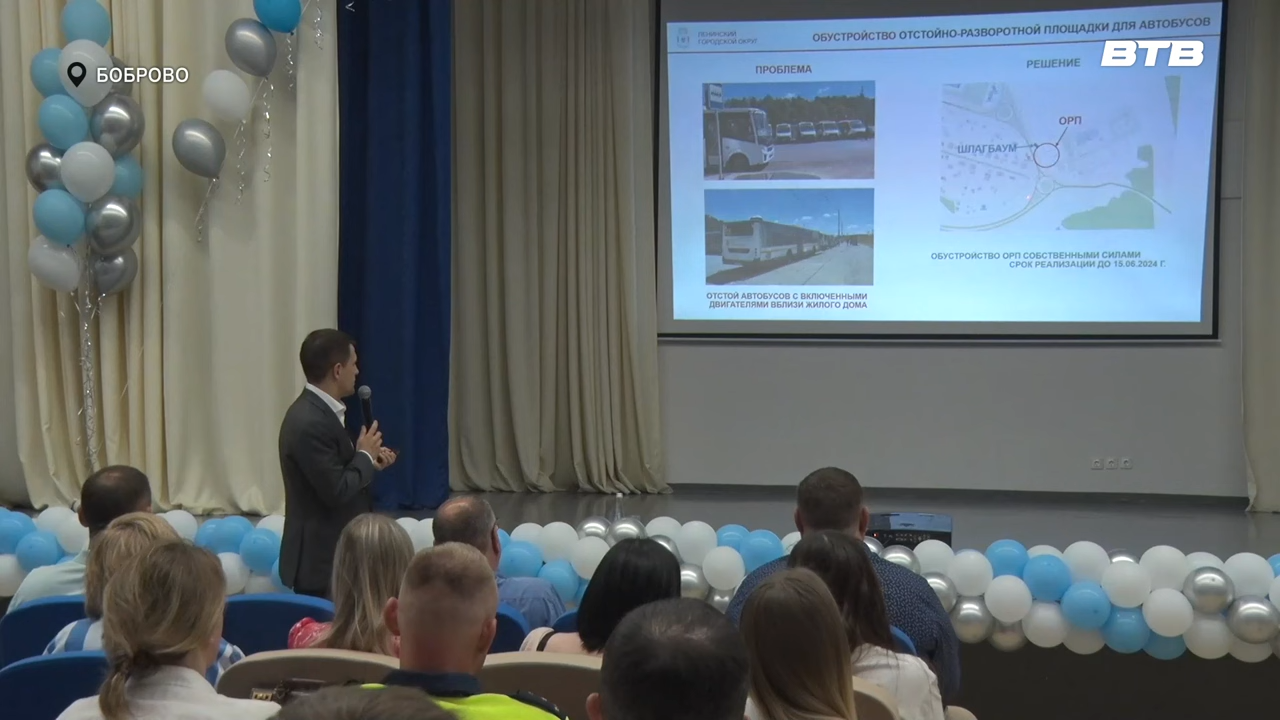 БОБРОВО
ВТВ
ЛЕНИНСКИЙ
ГОРОДСКОЙ ОКРУГ
ОБУСТРОЙСТВО ОТСТОЙНО-РАЗВОРОТНОЙ ПЛОЩАДКИ ДЛЯ АВТОБУСОВ
ПРОБЛЕМА
РЕШЕНИЕ
ОРП
ШЛАГБАУМ
ОТСТОЙ АВТОБУСОВ С ВКЛЮЧЕННЫМИ
ДВИГАТЕЛЯМИ ВБЛИЗИ ЖИЛОГО ДОМА
ОБУСТРОЙСТВО ОРП СОБСТВЕННЫМИ СИЛАМИ
СРОК РЕАЛИЗАЦИИ ДО 15.06.2024 Г.